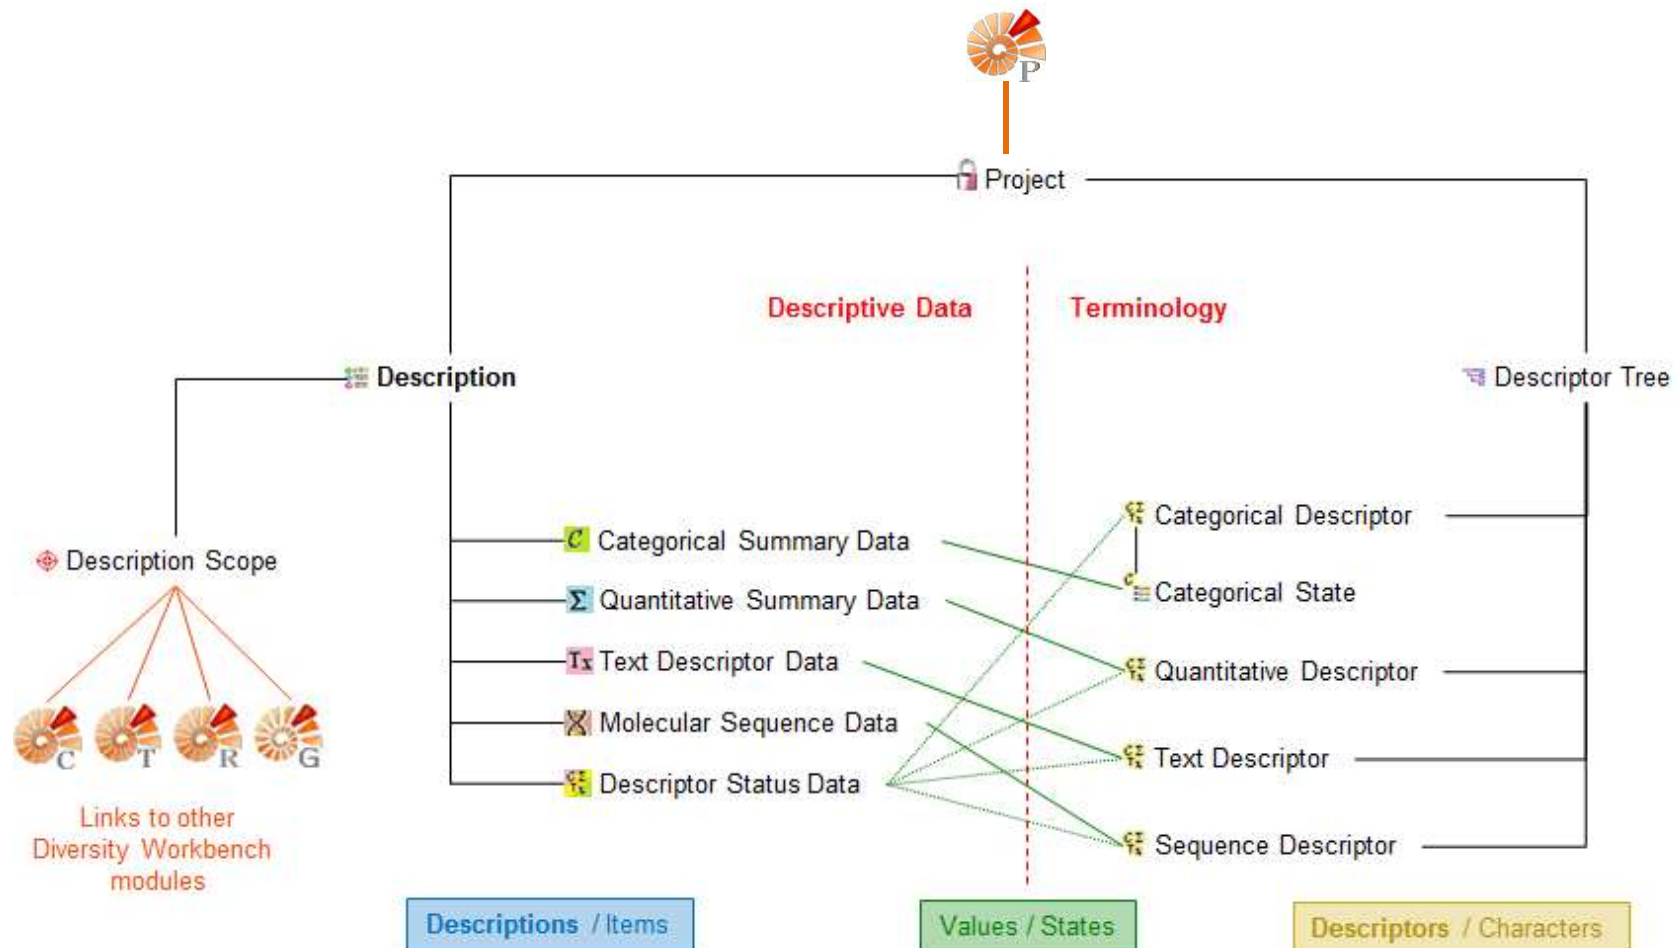 P
Project
Descriptive Data
Terminology
Description
Descriptor Tree
Categorical Descriptor
C Categorical Summary Data
Description Scope
Categorical State
Σ Quantitative Summary Data
Tx Text Descriptor Data
Quantitative Descriptor
Molecular Sequence Data
C T R G
Text Descriptor
Descriptor Status Data
Links to other
Diversity Workbench
modules
Sequence Descriptor
Descriptions / Items
Values / States
Descriptors / Characters